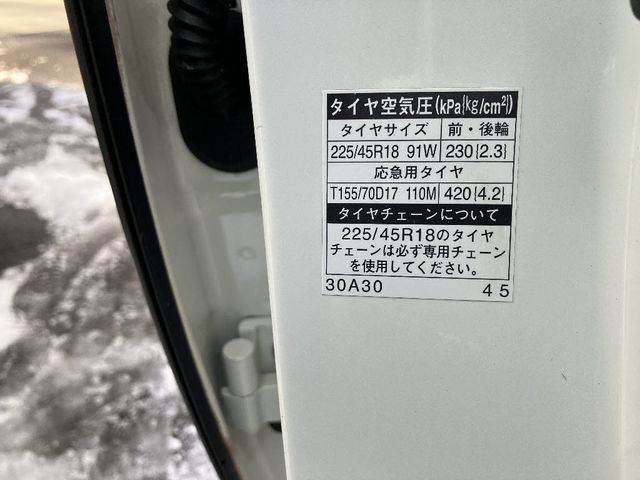 タイヤ空気圧(kPa{kg/cm²})
タイヤサイズ 前・後輪
225/45R18 91W 230{2.3}
応急用タイヤ
T155/70D17 110M 420{4.2}
タイヤチェーンについて
225/45R18のタイヤ
チェーンは必ず専用チェーン
を使用してください。
30A30 45